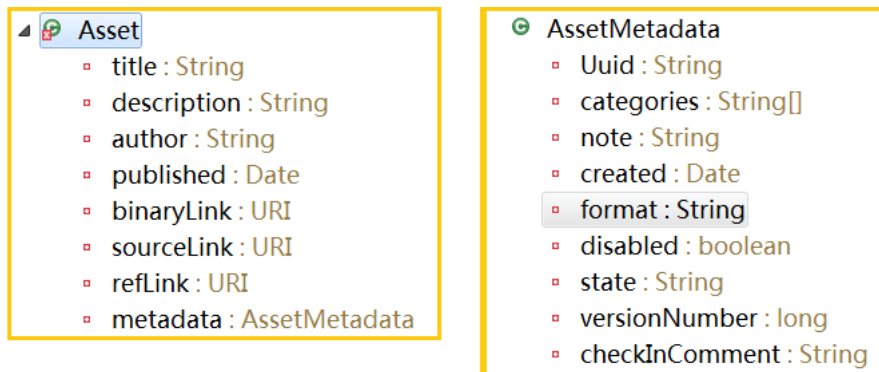 Asset
title : String
description : String
author : String
published : Date
binaryLink : URI
sourceLink : URI
refLink : URI
metadata : AssetMetadata
AssetMetadata
Uuid : String
categories : String[]
note : String
created : Date
format : String
disabled : boolean
state : String
versionNumber : long
checkInComment : String